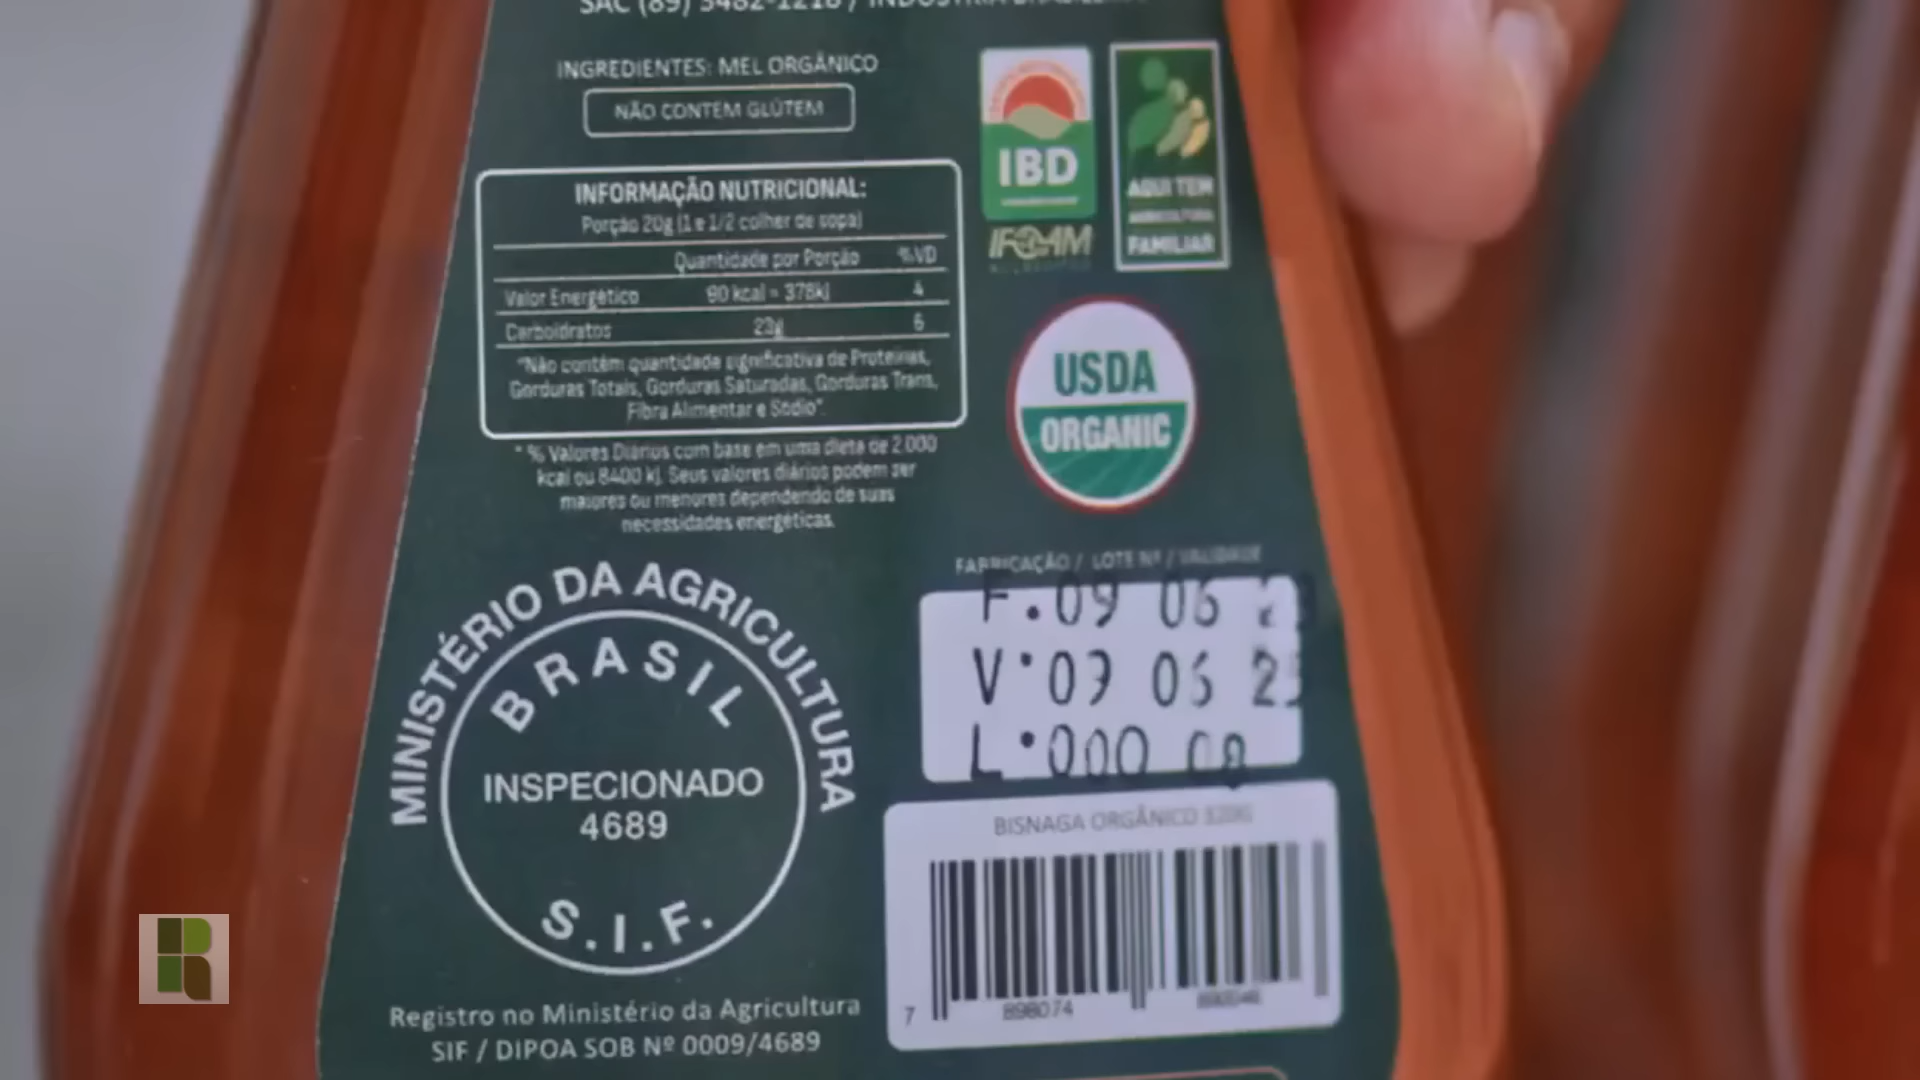 SAC (89) 3482-1218 / INDÚSTRIA
INGREDIENTES: MEL ORGÂNICO
NÃO CONTÉM GLÚTEM
INFORMAÇÃO NUTRICIONAL:
Porção 20g (1 e 1/2 colher de sopa)
Quantidade por Porção %VD
Valor Energético 90 kcal = 378kJ 4
Carboidratos 23g 6
"Não contém quantidade significativa de Proteínas,
Gorduras Totais, Gorduras Saturadas, Gorduras Trans,
Fibra Alimentar e Sódio".
* % Valores Diários com base em uma dieta de 2.000
kcal ou 8400 kJ. Seus valores diários podem ser
maiores ou menores dependendo de suas
necessidades energéticas.
IBD
IFOAM
AQUI TEM
AGRICULTURA
FAMILIAR
USDA
ORGANIC
FABRICAÇÃO / LOTE Nº / VALIDADE
F.09 06
V.09 06
L.000 08
MINISTÉRIO DA AGRICULTURA
BRASIL
INSPECIONADO
4689
S.I.F.
Registro no Ministério da Agricultura
SIF / DIPOA SOB Nº 0009/4689
BISNAGA ORGÂNICO
7 898074